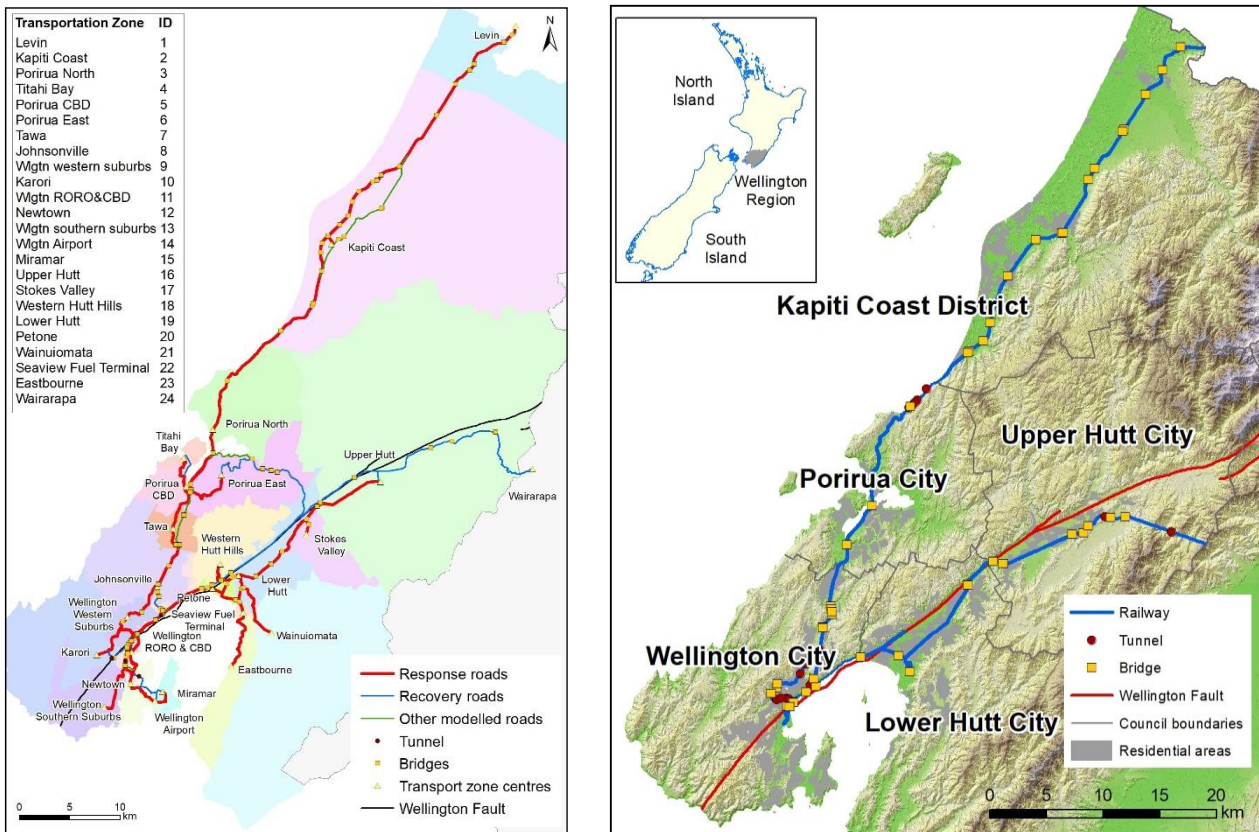 Transportation Zone ID
Levin 1
Kapiti Coast 2
Porirua North 3
Titahi Bay 4
Porirua CBD 5
Porirua East 6
Tawa 7
Johnsonville 8
Wlgtn western suburbs 9
Karori 10
Wlgtn RORO&CBD 11
Newtown 12
Wlgtn southern suburbs 13
Wlgtn Airport 14
Miramar 15
Upper Hutt 16
Stokes Valley 17
Western Hutt Hills 18
Lower Hutt 19
Petone 20
Wainuiomata 21
Seaview Fuel Terminal 22
Eastbourne 23
Wairarapa 24
N
Levin
Kapiti Coast
Porirua North
Titahi
Bay
Upper Hutt
Porirua
CBD
Porirua East
Wairarapa
Tawa
Western
Hutt Hills
Stokes
Valley
Johnsonville
Lower
Hutt
Petone
Wellington
Western
Suburbs
Seaview Fuel
Terminal
Wainuiomata
Wellington
RORO & CBD
Karori
Eastbourne
Newtown
Miramar
Wellington
Southern Suburbs
Wellington
Airport
Response roads
Recovery roads
Other modelled roads
Tunnel
Bridges
Transport zone centres
Wellington Fault
0 5 10
km
North
Island
Wellington
Region
South
Island
Kapiti Coast District
Upper Hutt City
Porirua City
Wellington City
Lower Hutt City
Railway
Tunnel
Bridge
Wellington Fault
Council boundaries
Residential areas
0 5 10 15 20
km